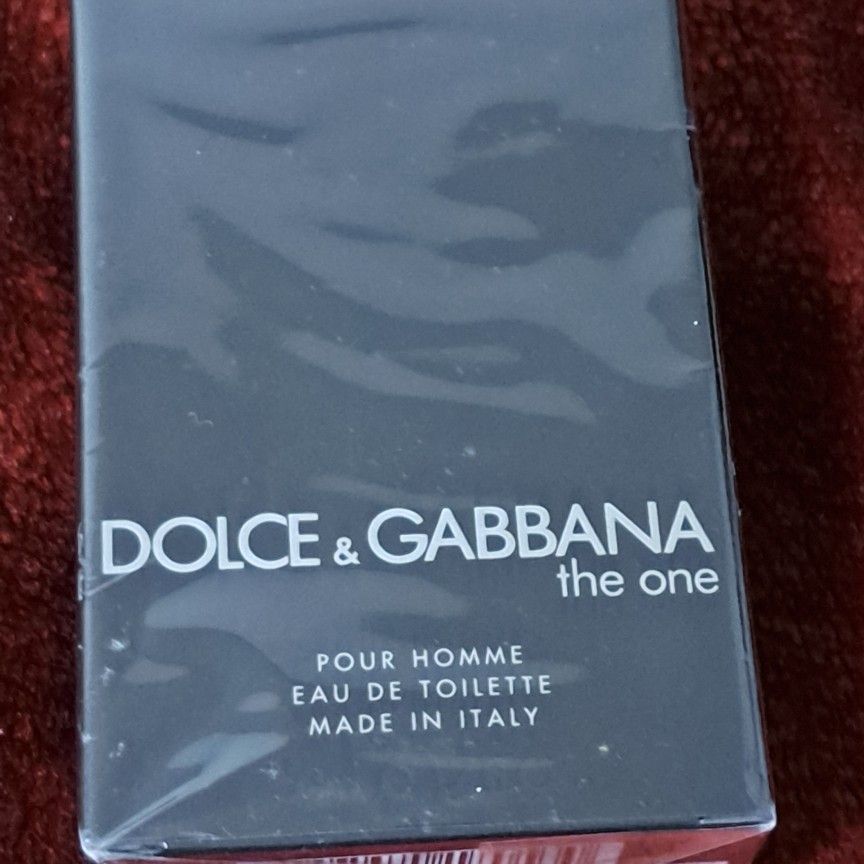 DOLCE & GABBANA
the one
POUR HOMME
EAU DE TOILETTE
MADE IN ITALY